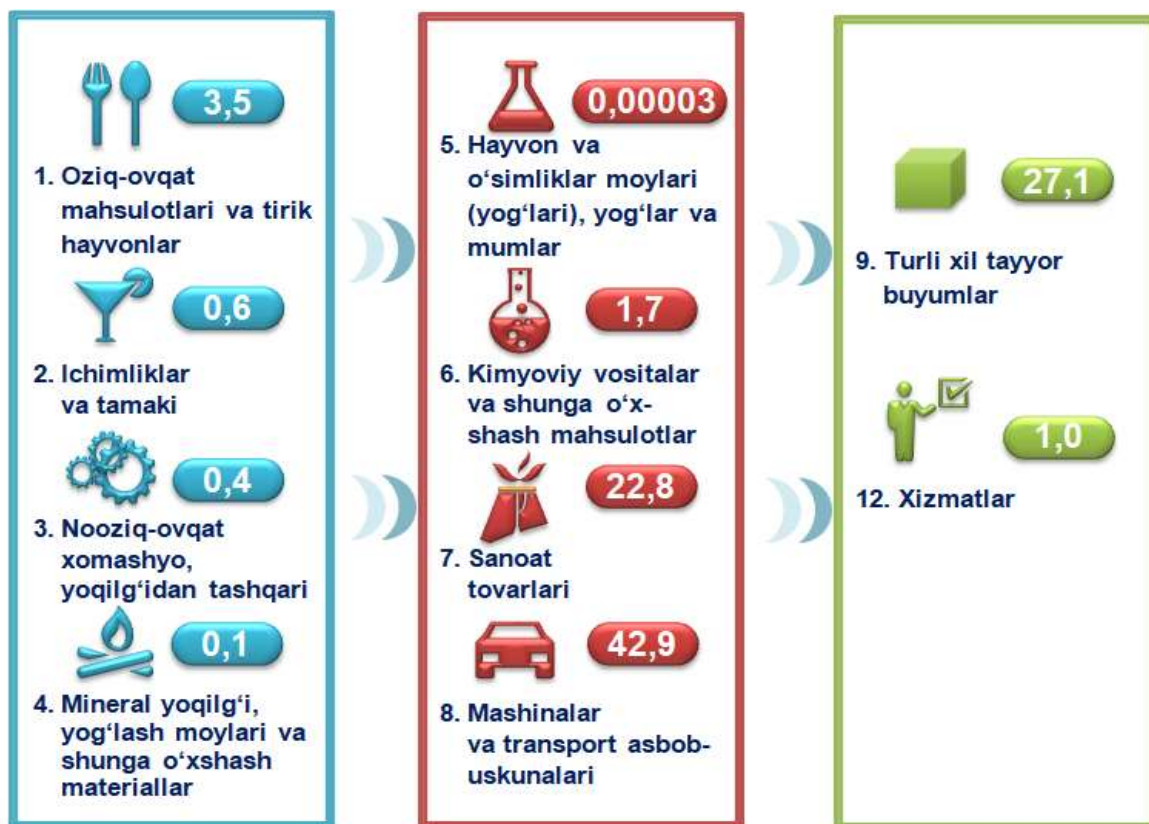 3,5
1. Oziq-ovqat
mahsulotlari va tirik
hayvonlar
0,6
2. Ichimliklar
va tamaki
0,4
3. Nooziq-ovqat
xomashyo,
yoqilg‘idan tashqari
0,1
4. Mineral yoqilg‘i,
yog‘lash moylari va
shunga o‘xshash
materiallar
0,00003
5. Hayvon va
o‘simliklar moylari
(yog‘lari), yog‘lar va
mumlar
1,7
6. Kimyoviy vositalar
va shunga o‘x-
shash mahsulotlar
22,8
7. Sanoat
tovarlari
42,9
8. Mashinalar
va transport asbob-
uskunalari
27,1
9. Turli xil tayyor
buyumlar
1,0
12. Xizmatlar